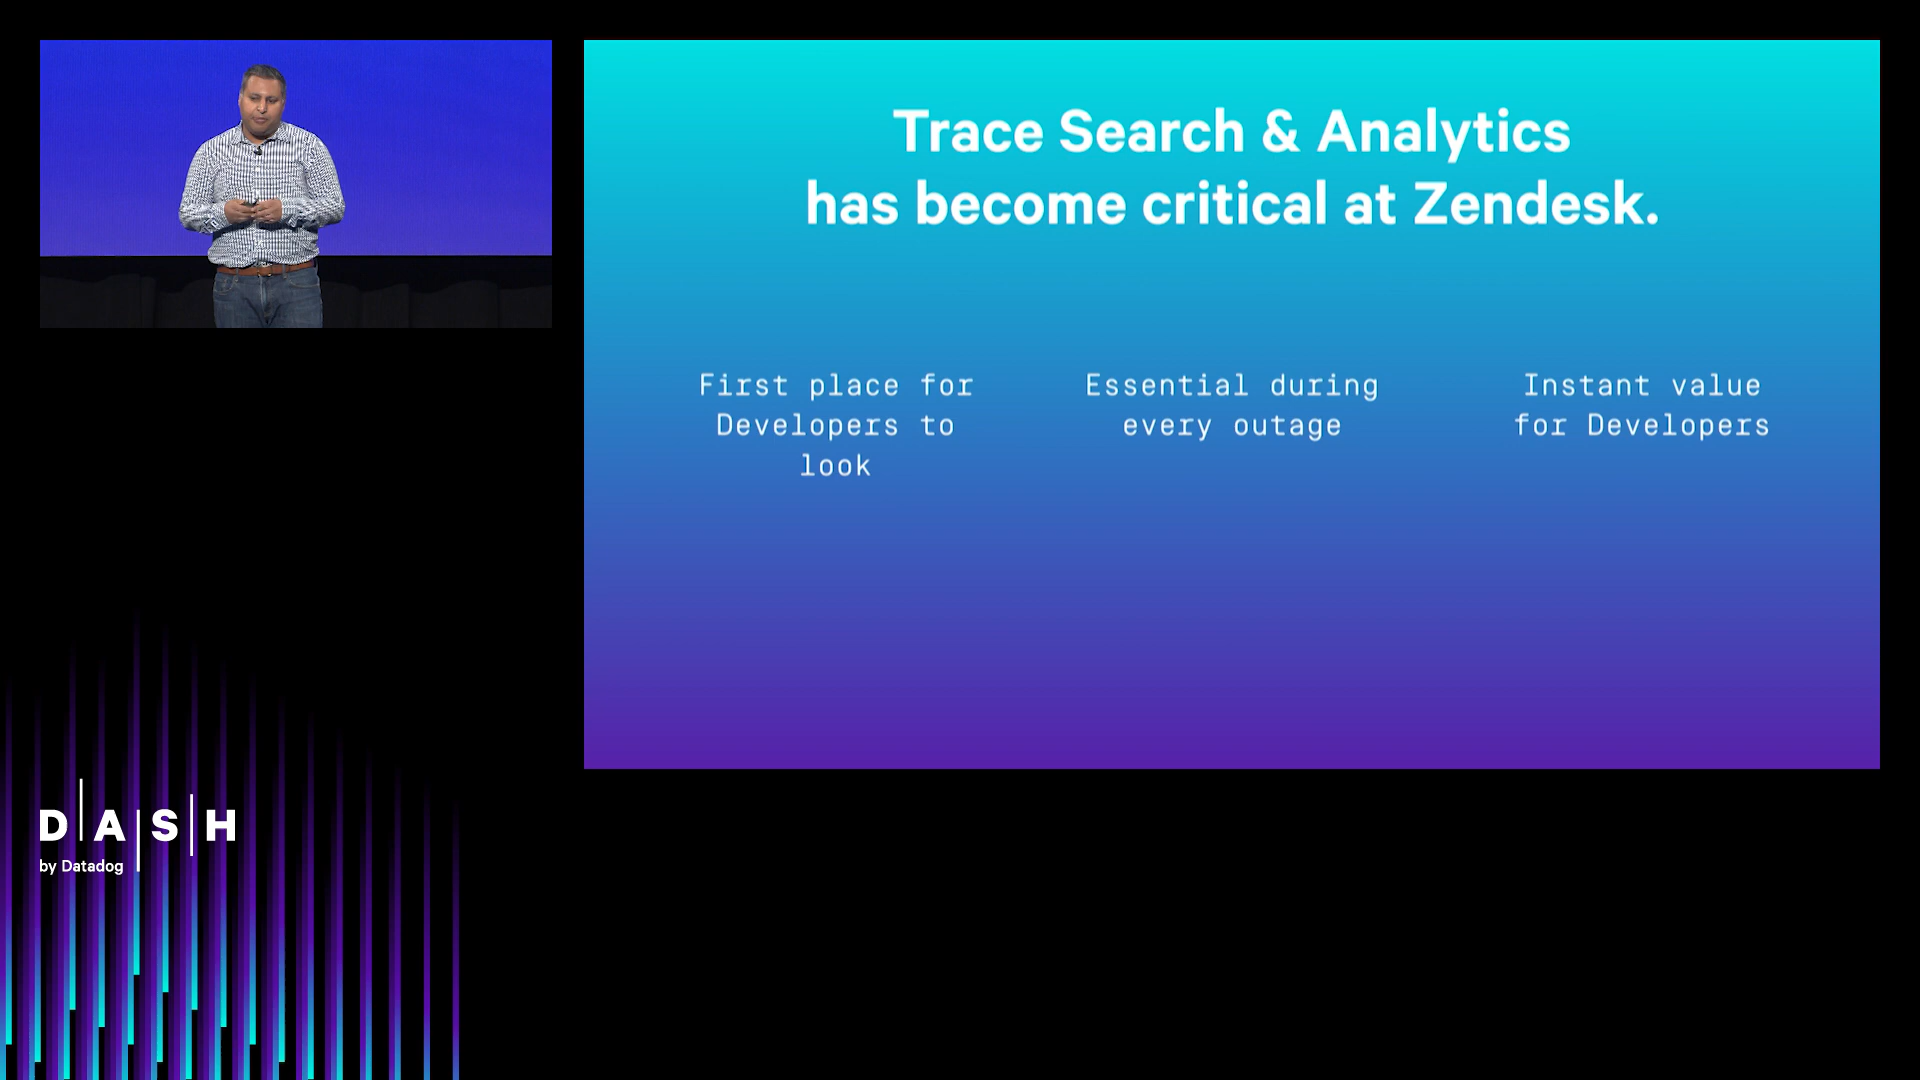 Trace Search & Analytics
has become critical at Zendesk.
First place for
Developers to
look
Essential during
every outage
Instant value
for Developers
DASH
by Datadog